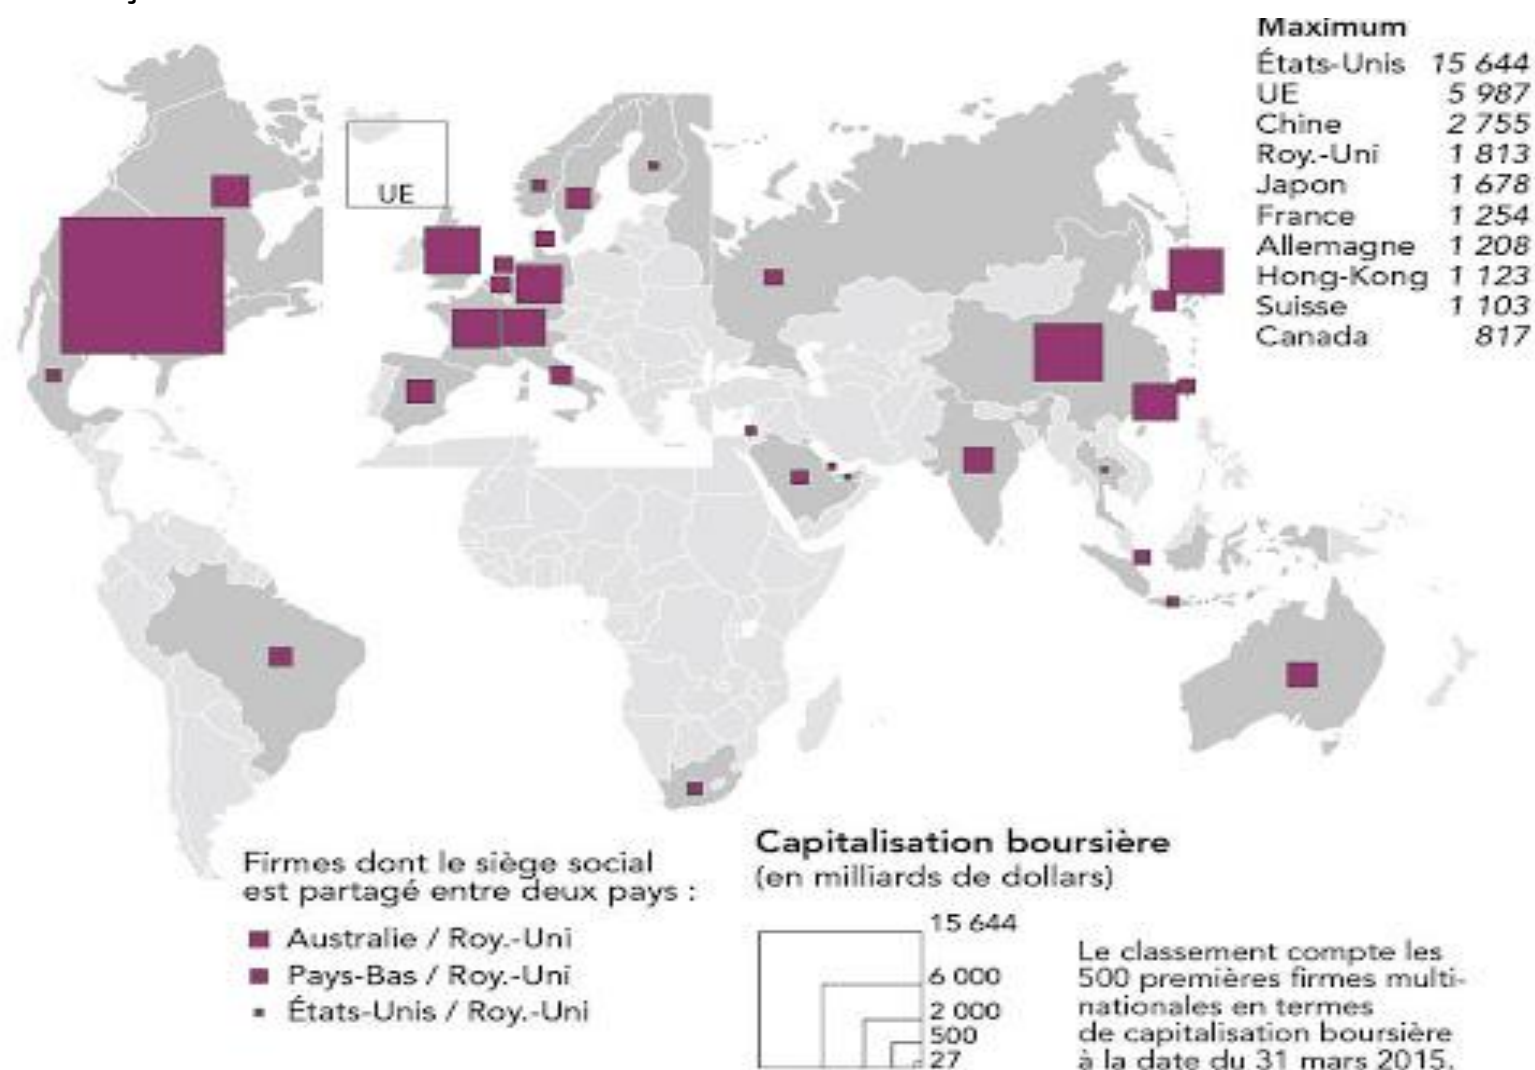 Maximum
États-Unis 15 644
UE 5 987
Chine 2 755
Roy.-Uni 1 813
Japon 1 678
France 1 254
Allemagne 1 208
Hong-Kong 1 123
Suisse 1 103
Canada 817
UE
Firmes dont le siège social
est partagé entre deux pays :
Australie / Roy.-Uni
Pays-Bas / Roy.-Uni
États-Unis / Roy.-Uni
Capitalisation boursière
(en milliards de dollars)
15 644
6 000
2 000
500
27
Le classement compte les
500 premières firmes multi-
nationales en termes
de capitalisation boursière
à la date du 31 mars 2015.